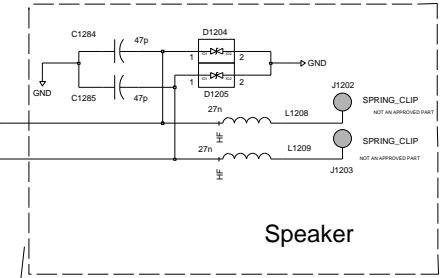 C1284 47p D1204
1 2
GND GND
C1285 47p 1 2
D1205
J1202
27n L1208 SPRING_CLIP
NOT AN APPROVED PART
HF
27n L1209 SPRING_CLIP
NOT AN APPROVED PART
HF J1203
Speaker